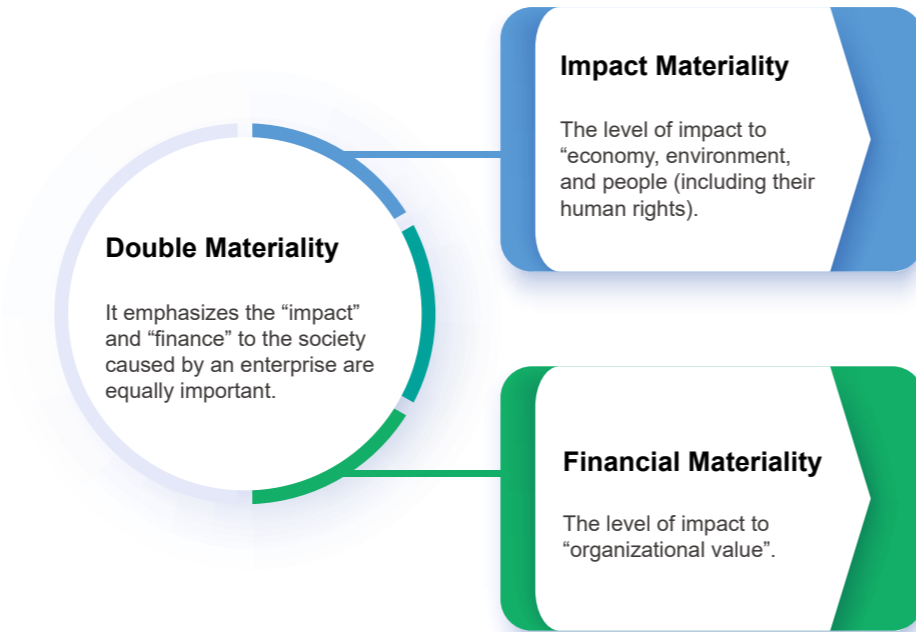 Double Materiality
It emphasizes the “impact”
and “finance” to the society
caused by an enterprise are
equally important.
Impact Materiality
The level of impact to
“economy, environment,
and people (including their
human rights).
Financial Materiality
The level of impact to
“organizational value”.